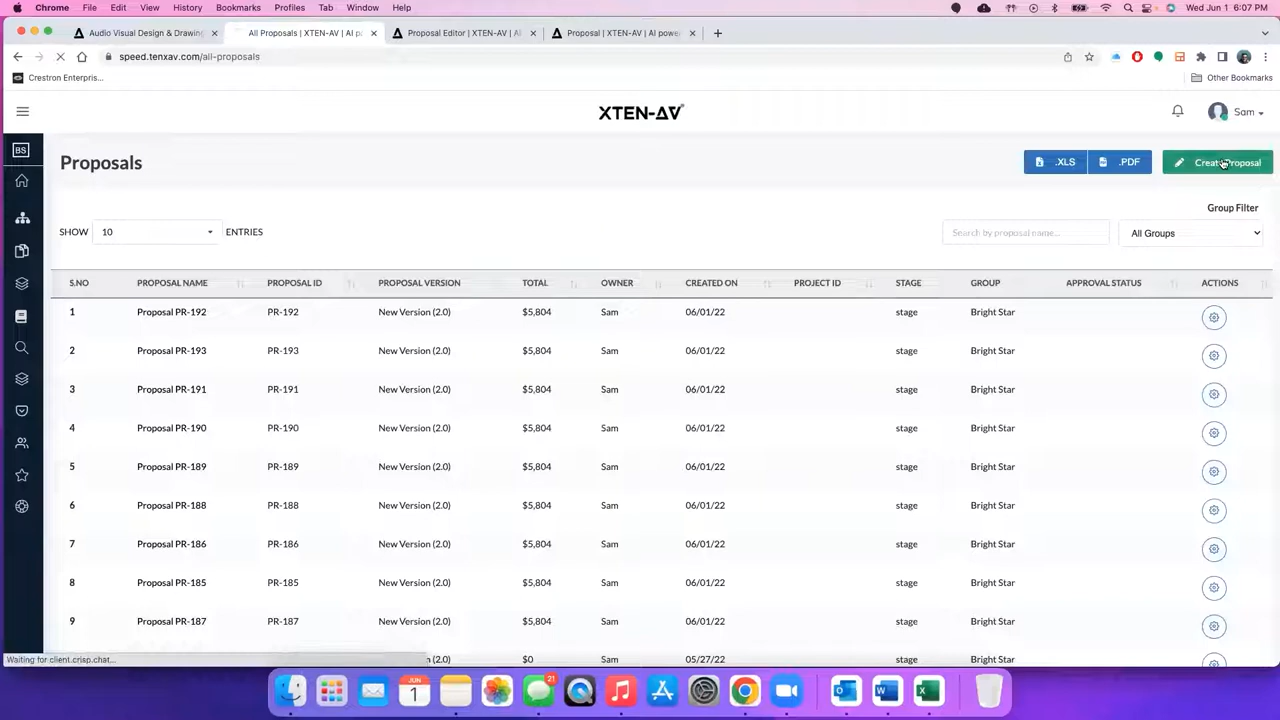 Chrome File Edit View History Bookmarks Profiles Tab Window Help Wed Jun 1 6:07 PM
Audio Visual Design & Drawing All Proposals | XTEN-AV | AI pa Proposal Editor | XTEN-AV | AI Proposal | XTEN-AV | AI power
speed.tenxav.com/all-proposals
Crestron Enterpris... Other Bookmarks
XTEN-AV Sam
BS
Proposals .XLS .PDF Create Proposal
Group Filter
SHOW 10 ENTRIES Search by proposal name... All Groups
S.NO PROPOSAL NAME PROPOSAL ID PROPOSAL VERSION TOTAL OWNER CREATED ON PROJECT ID STAGE GROUP APPROVAL STATUS ACTIONS
1 Proposal PR-192 PR-192 New Version (2.0) $5,804 Sam 06/01/22 stage Bright Star
2 Proposal PR-193 PR-193 New Version (2.0) $5,804 Sam 06/01/22 stage Bright Star
3 Proposal PR-191 PR-191 New Version (2.0) $5,804 Sam 06/01/22 stage Bright Star
4 Proposal PR-190 PR-190 New Version (2.0) $5,804 Sam 06/01/22 stage Bright Star
5 Proposal PR-189 PR-189 New Version (2.0) $5,804 Sam 06/01/22 stage Bright Star
6 Proposal PR-188 PR-188 New Version (2.0) $5,804 Sam 06/01/22 stage Bright Star
7 Proposal PR-186 PR-186 New Version (2.0) $5,804 Sam 06/01/22 stage Bright Star
8 Proposal PR-185 PR-185 New Version (2.0) $5,804 Sam 06/01/22 stage Bright Star
9 Proposal PR-187 PR-187 New Version (2.0) $5,804 Sam 06/01/22 stage Bright Star
Waiting for client.crisp.chat... (2.0) $0 Sam 05/27/22 stage Bright Star
JUN 21
1